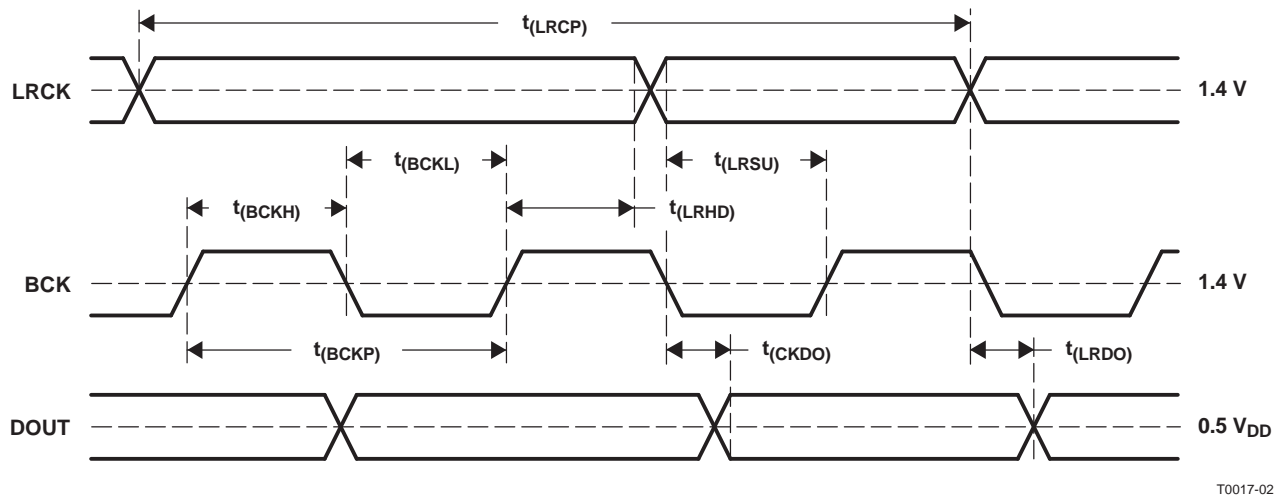 t(LRCP)
LRCK
1.4 V
t(BCKL)
t(LRSU)
t(BCKH)
t(LRHD)
BCK
1.4 V
t(BCKP)
t(CKDO)
t(LRDO)
DOUT
0.5 VDD
T0017-02